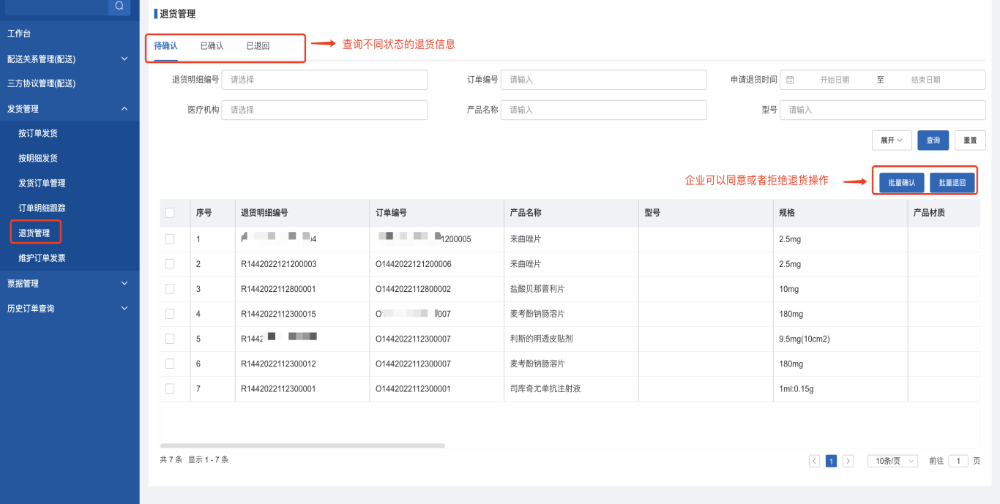 工作台
配送关系管理(配送)
三方协议管理(配送)
发货管理
按订单发货
按明细发货
发货订单管理
订单明细跟踪
退货管理
维护订单发票
票据管理
历史订单查询
退货管理
待确认 已确认 已退回
查询不同状态的退货信息
退货明细编号 请选择 订单编号 请输入 申请退货时间 开始日期 至 结束日期
医疗机构 请选择 产品名称 请输入 型号 请输入
展开 查询 重置
企业可以同意或者拒绝退货操作
批量确认 批量退回
序号 退货明细编号 订单编号 产品名称 型号 规格 产品材质
1 4 1200005 来曲唑片 2.5mg
2 R1442022121200003 O1442022121200006 来曲唑片 2.5mg
3 R1442022112800001 O1442022112800002 盐酸贝那普利片 10mg
4 R1442022112300015 O 007 麦考酚钠肠溶片 180mg
5 R1442 O1442022112300007 利斯的明透皮贴剂 9.5mg(10cm2)
6 R1442022112300012 O1442022112300007 麦考酚钠肠溶片 180mg
7 R1442022112300001 O1442022112300001 司库奇尤单抗注射液 1ml:0.15g
共 7 条 显示 1 - 7 条
1 10条/页 前往 1 页